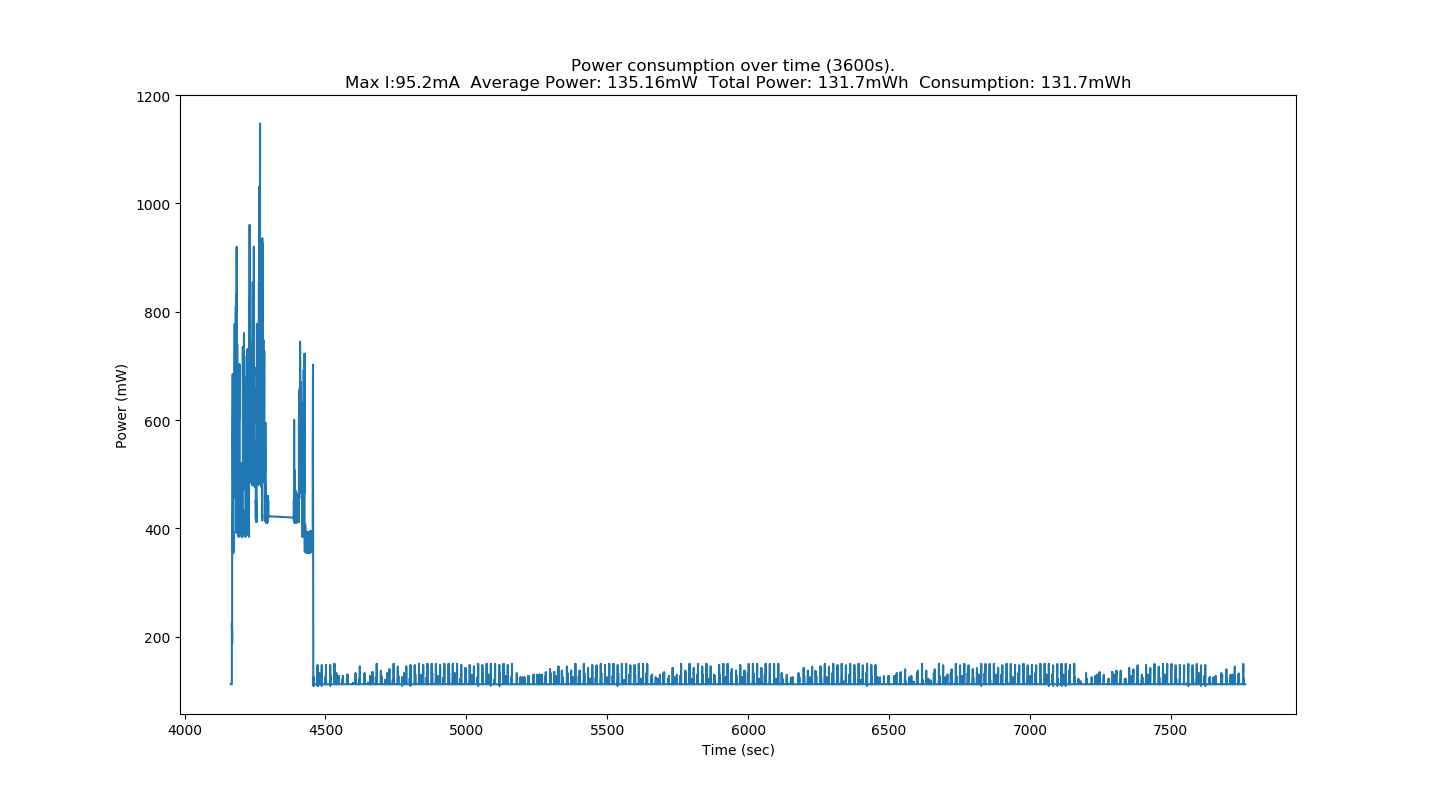 Power consumption over time (3600s).
Max I:95.2mA  Average Power: 135.16mW  Total Power: 131.7mWh  Consumption: 131.7mWh
1200
1000
800
600
400
200
Power (mW)
4000 4500 5000 5500 6000 6500 7000 7500
Time (sec)